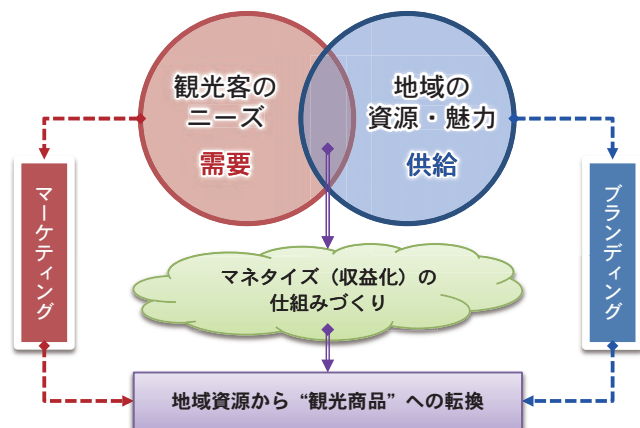 観光客の
ニーズ
需要
地域の
資源・魅力
供給
マーケティング
ブランディング
マネタイズ（収益化）の
仕組みづくり
地域資源から“観光商品”への転換